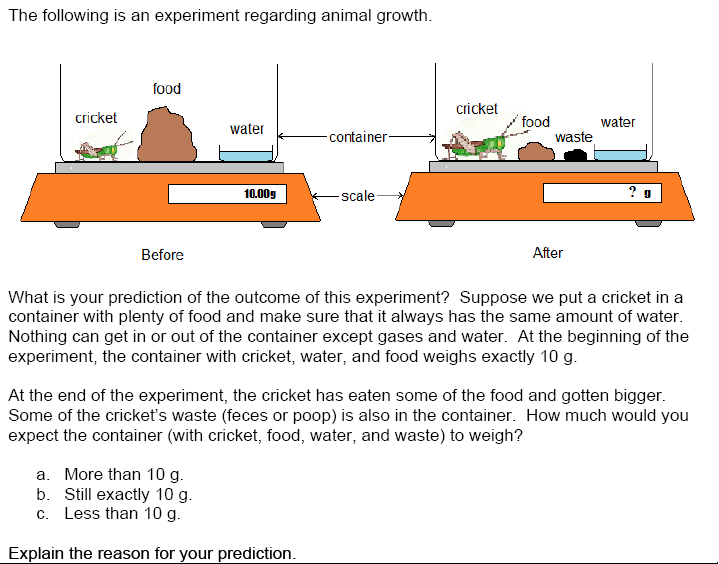 The following is an experiment regarding animal growth.
food
cricket
water
container
cricket
food
waste
water
10.00g
scale
? g
Before
After
What is your prediction of the outcome of this experiment?  Suppose we put a cricket in a
container with plenty of food and make sure that it always has the same amount of water.
Nothing can get in or out of the container except gases and water.  At the beginning of the
experiment, the container with cricket, water, and food weighs exactly 10 g.
At the end of the experiment, the cricket has eaten some of the food and gotten bigger.
Some of the cricket's waste (feces or poop) is also in the container.  How much would you
expect the container (with cricket, food, water, and waste) to weigh?
a.  More than 10 g.
b.  Still exactly 10 g.
c.  Less than 10 g.
Explain the reason for your prediction.